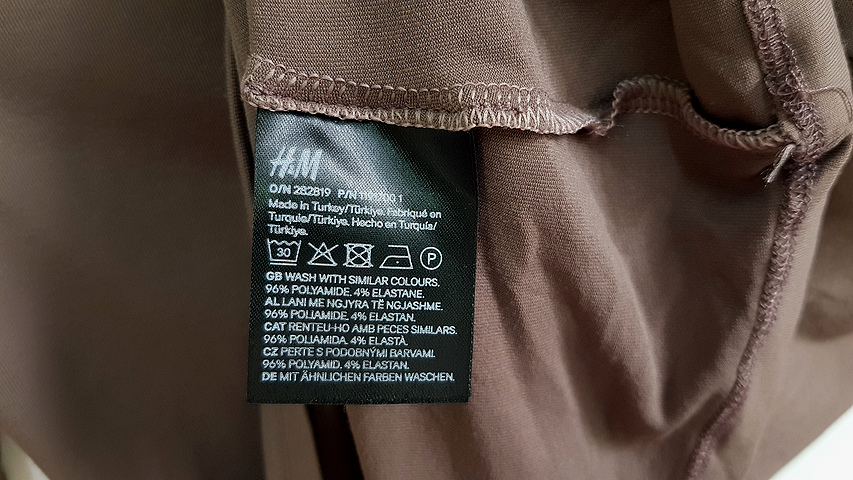 H&M
O/N 282819 P/N
Made in Turkey/Türkiye. Fabriqué en
Turquie/Türkiye. Hecho en Turquía/
Türkiye.
30 P
GB WASH WITH SIMILAR COLOURS.
96% POLYAMIDE. 4% ELASTANE.
AL LANI ME NGJYRA TË NGJASHME.
96% POLIAMIDE. 4% ELASTAN.
CAT RENTEU-HO AMB PECES SIMILARS.
96% POLIAMIDA. 4% ELASTÀ.
CZ PERTE S PODOBNÝMI BARVAMI.
96% POLYAMID. 4% ELASTAN.
DE MIT ÄHNLICHEN FARBEN WASCHEN.